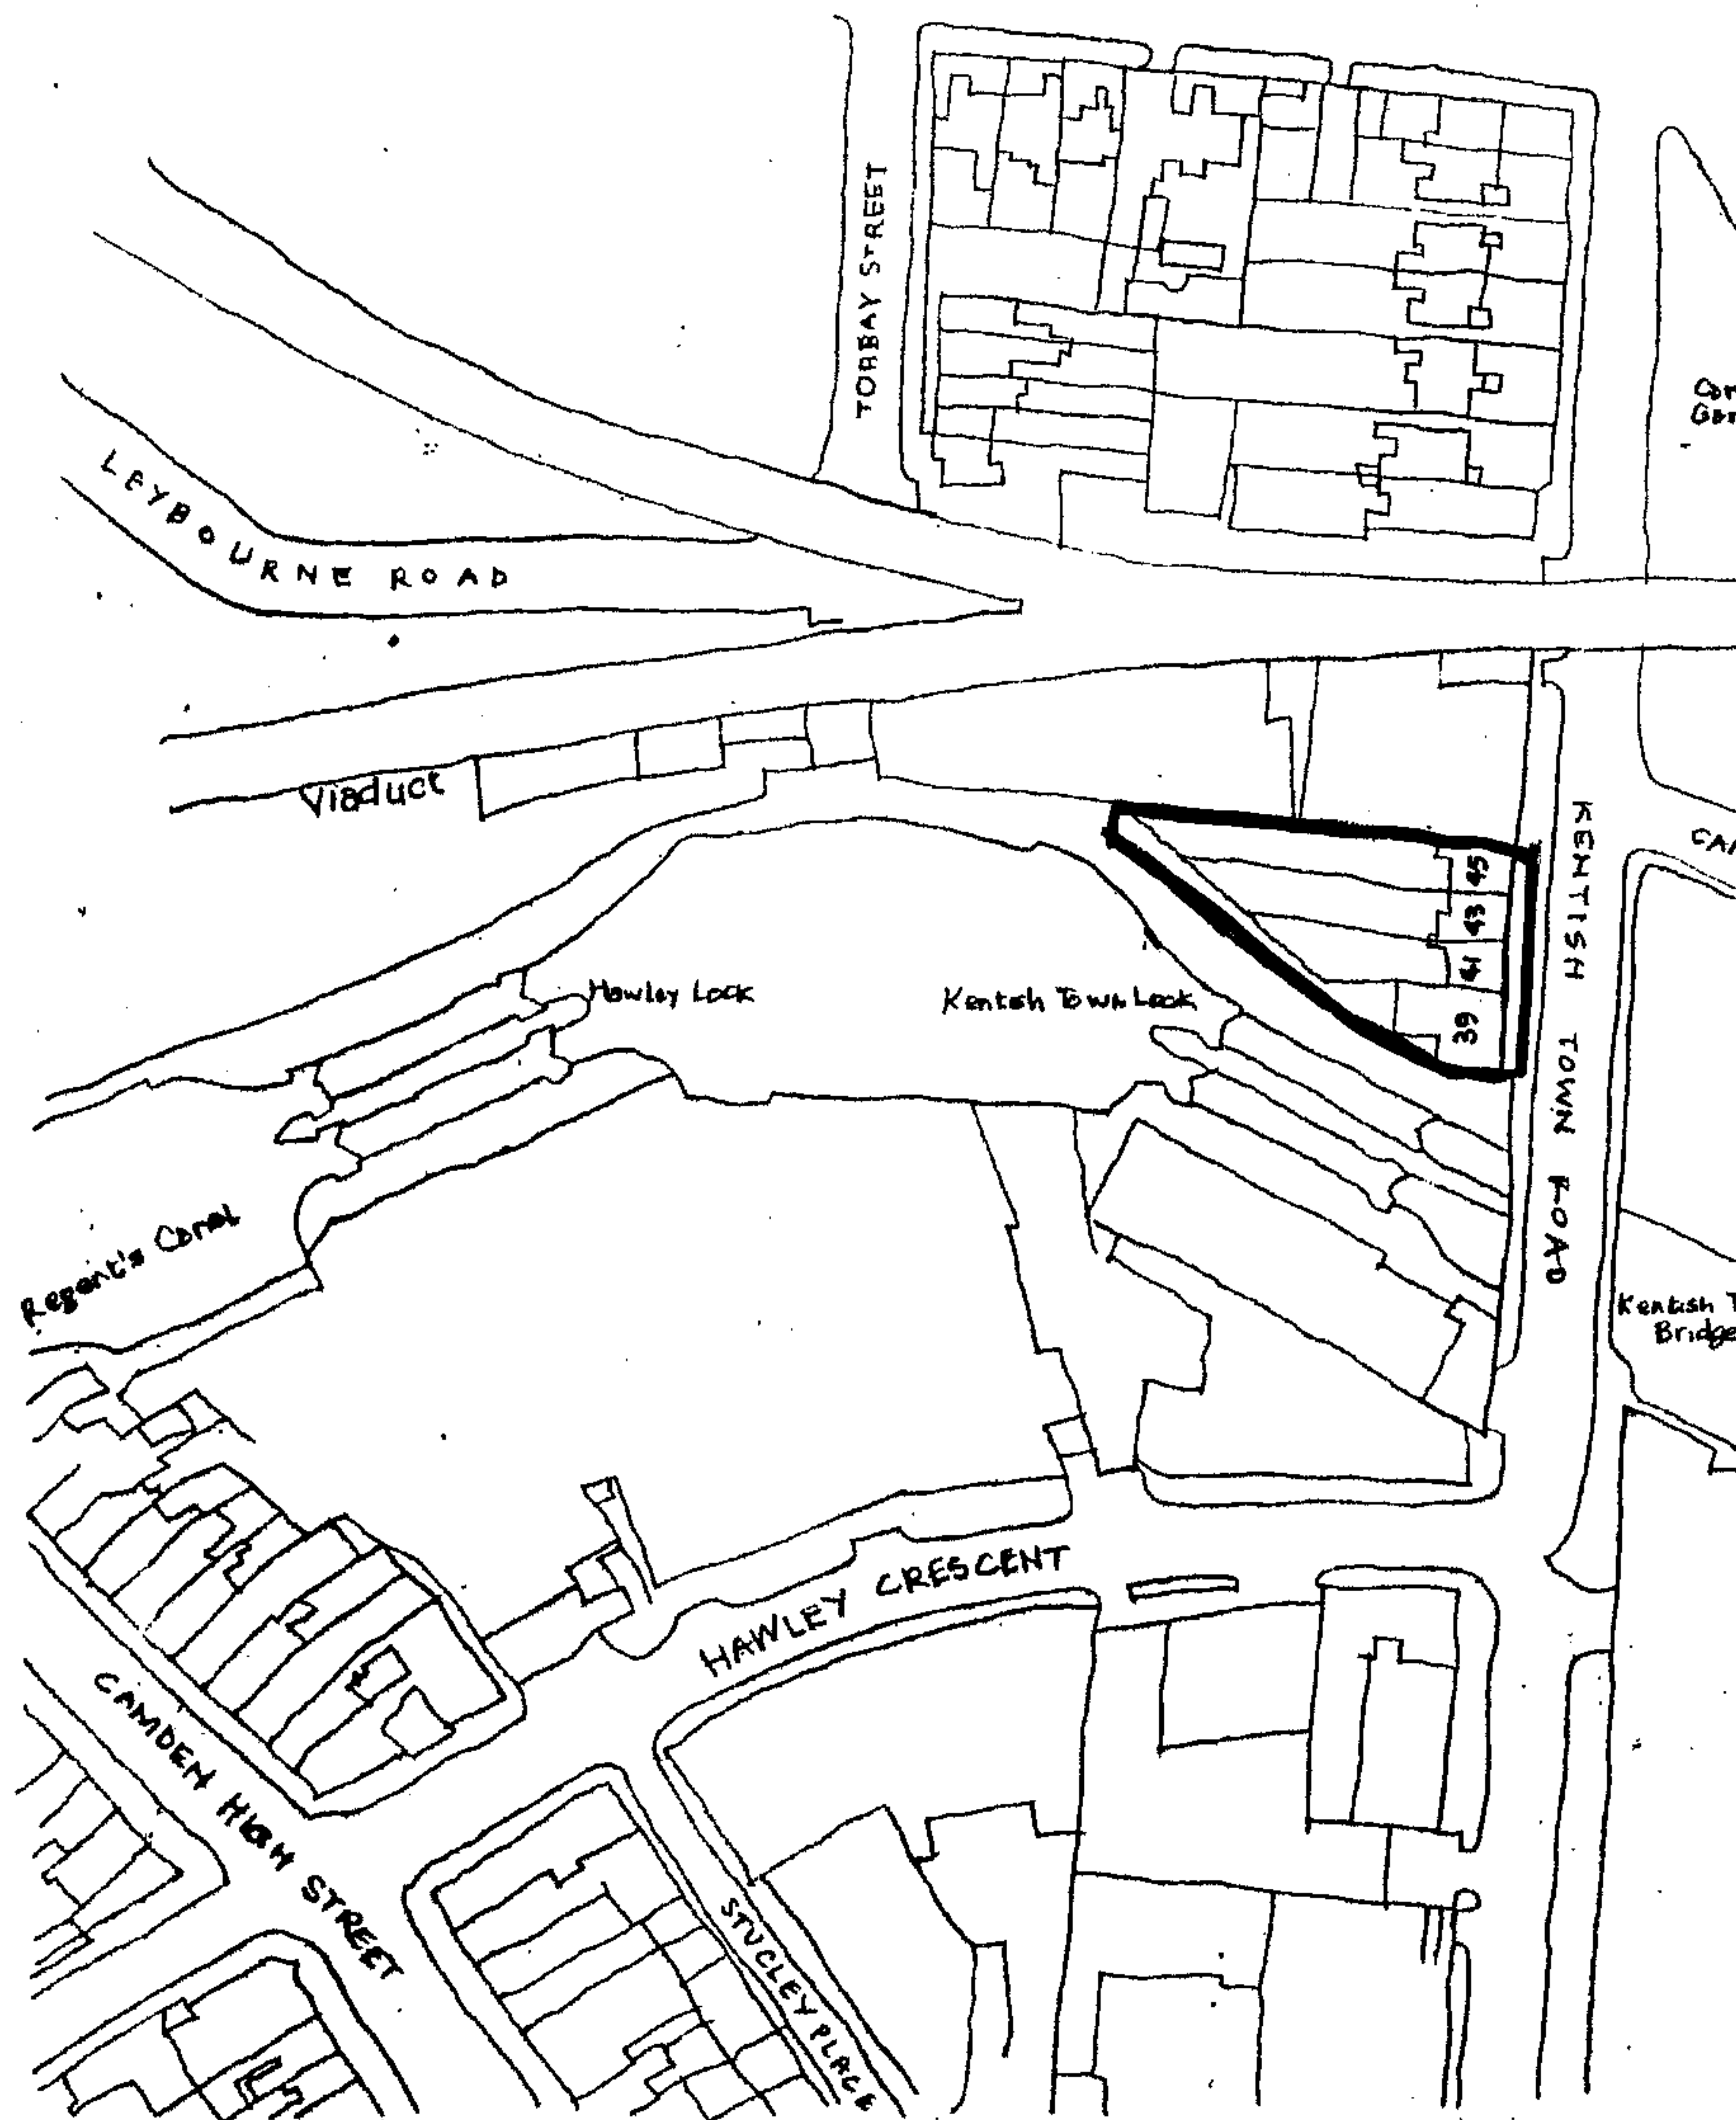 TORBAY STREET
LEYBOURNE ROAD
Viaduct
45
43
41
39
KENTISH TOWN ROAD
Hawley Lock
Kentish Town Lock
Regent's Canal
Kentish T
Bridge
HAWLEY CRESCENT
CAMDEN HIGH STREET
STUCLEY PLACE